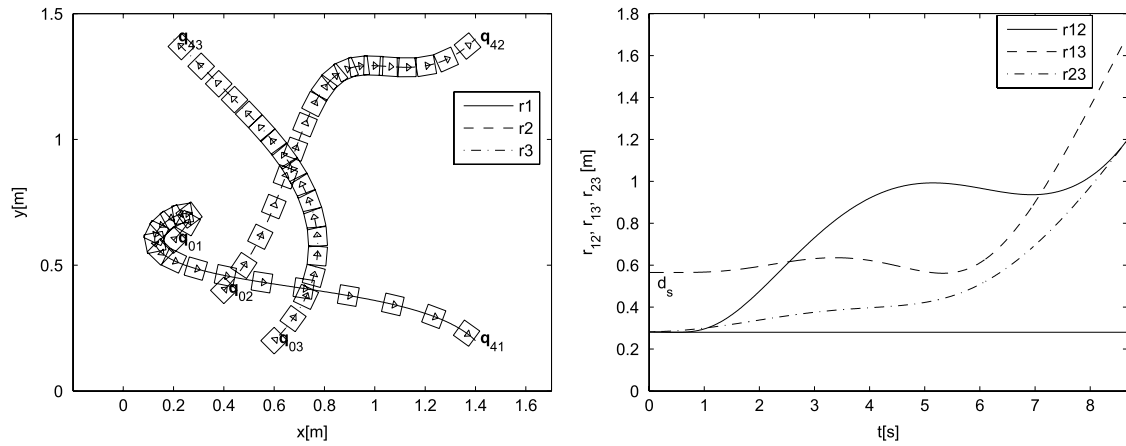 1.5
1
0.5
0
y[m]
q43
q42
q01
q02
q03
q41
r1
r2
r3
0 0.2 0.4 0.6 0.8 1 1.2 1.4 1.6
x[m]
1.8
1.6
1.4
1.2
1
0.8
0.6
0.4
0.2
0
r12, r13, r23 [m]
r12
r13
r23
ds
0 1 2 3 4 5 6 7 8
t[s]